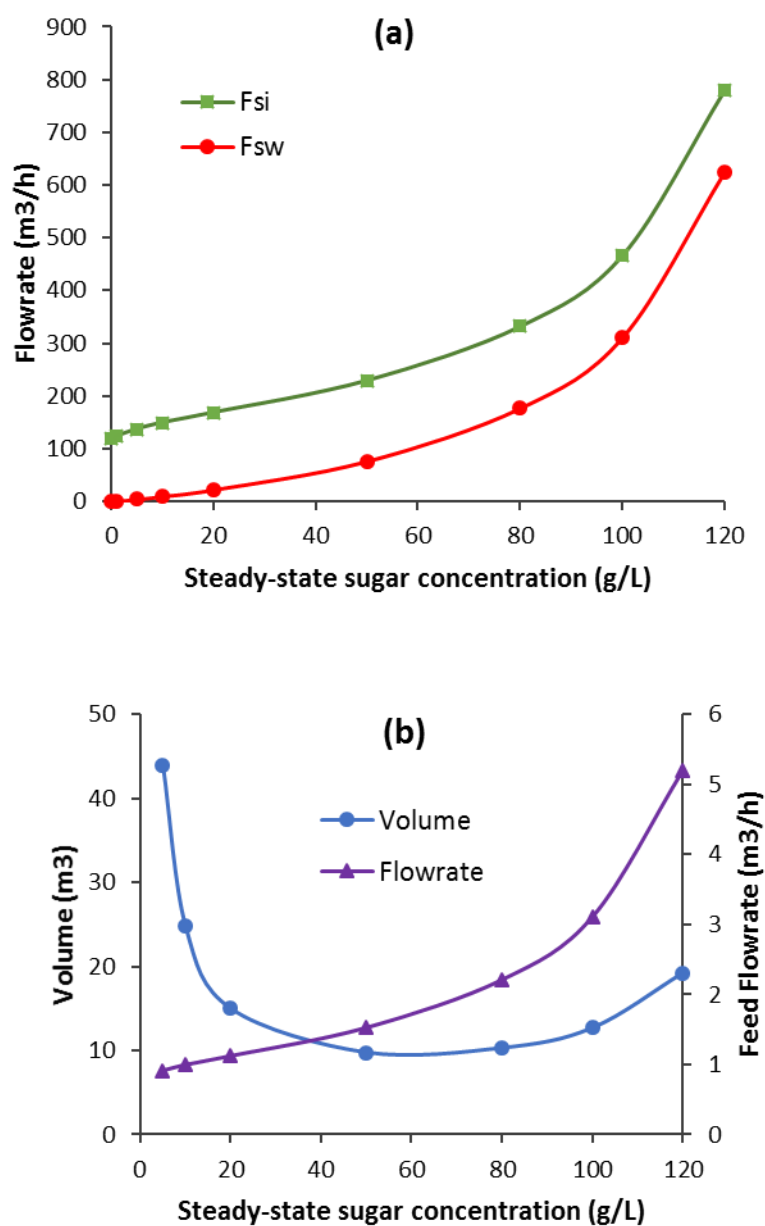 (a)
900
800
700
600
500
400
300
200
100
0
Flowrate (m3/h)
Fsi
Fsw
0 20 40 60 80 100 120
Steady-state sugar concentration (g/L)
(b)
50
40
30
20
10
0
Volume (m3)
Volume
Flowrate
6
5
4
3
2
1
0
Feed Flowrate (m3/h)
0 20 40 60 80 100 120
Steady-state sugar concentration (g/L)